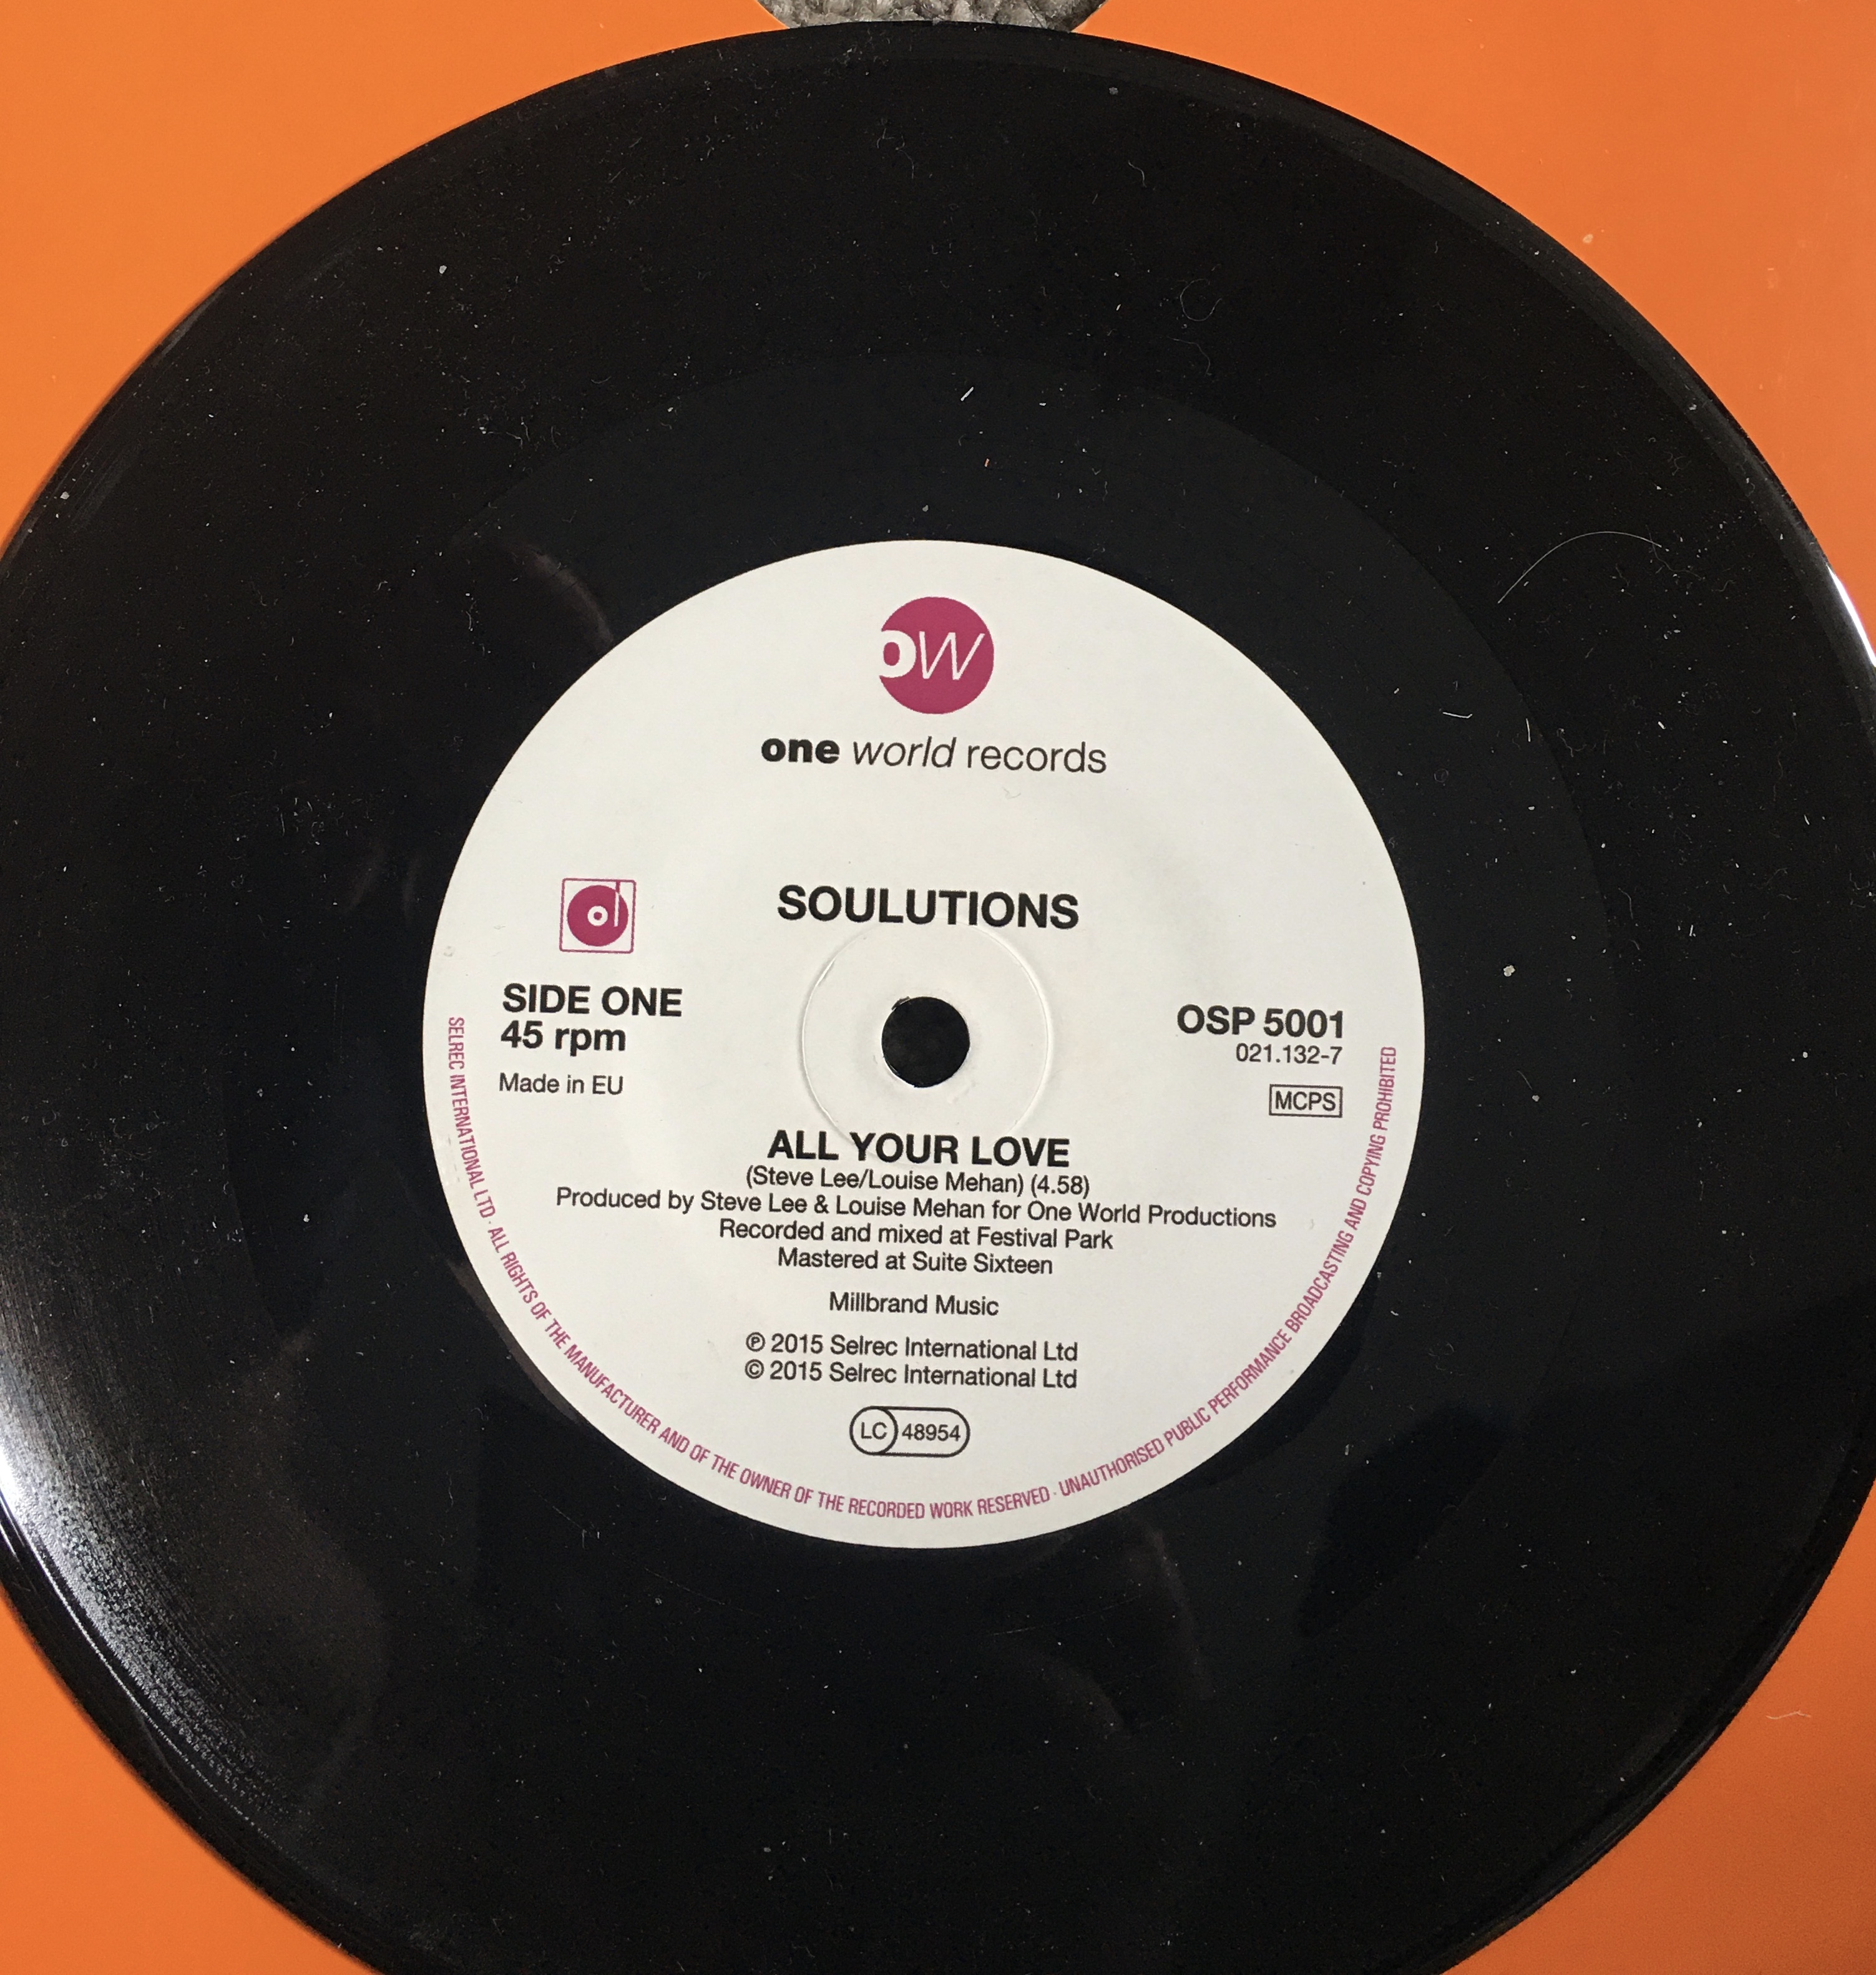 OW
one world records
SOULUTIONS
SIDE ONE
45 rpm
Made in EU
OSP 5001
021.132-7
MCPS
ALL YOUR LOVE
(Steve Lee/Louise Mehan) (4.58)
Produced by Steve Lee & Louise Mehan for One World Productions
Recorded and mixed at Festival Park
Mastered at Suite Sixteen
Millbrand Music
℗ 2015 Selrec International Ltd
© 2015 Selrec International Ltd
LC 48954
SELREC INTERNATIONAL LTD · ALL RIGHTS OF THE MANUFACTURER AND OF THE OWNER OF THE RECORDED WORK RESERVED · UNAUTHORISED PUBLIC PERFORMANCE BROADCASTING AND COPYING PROHIBITED